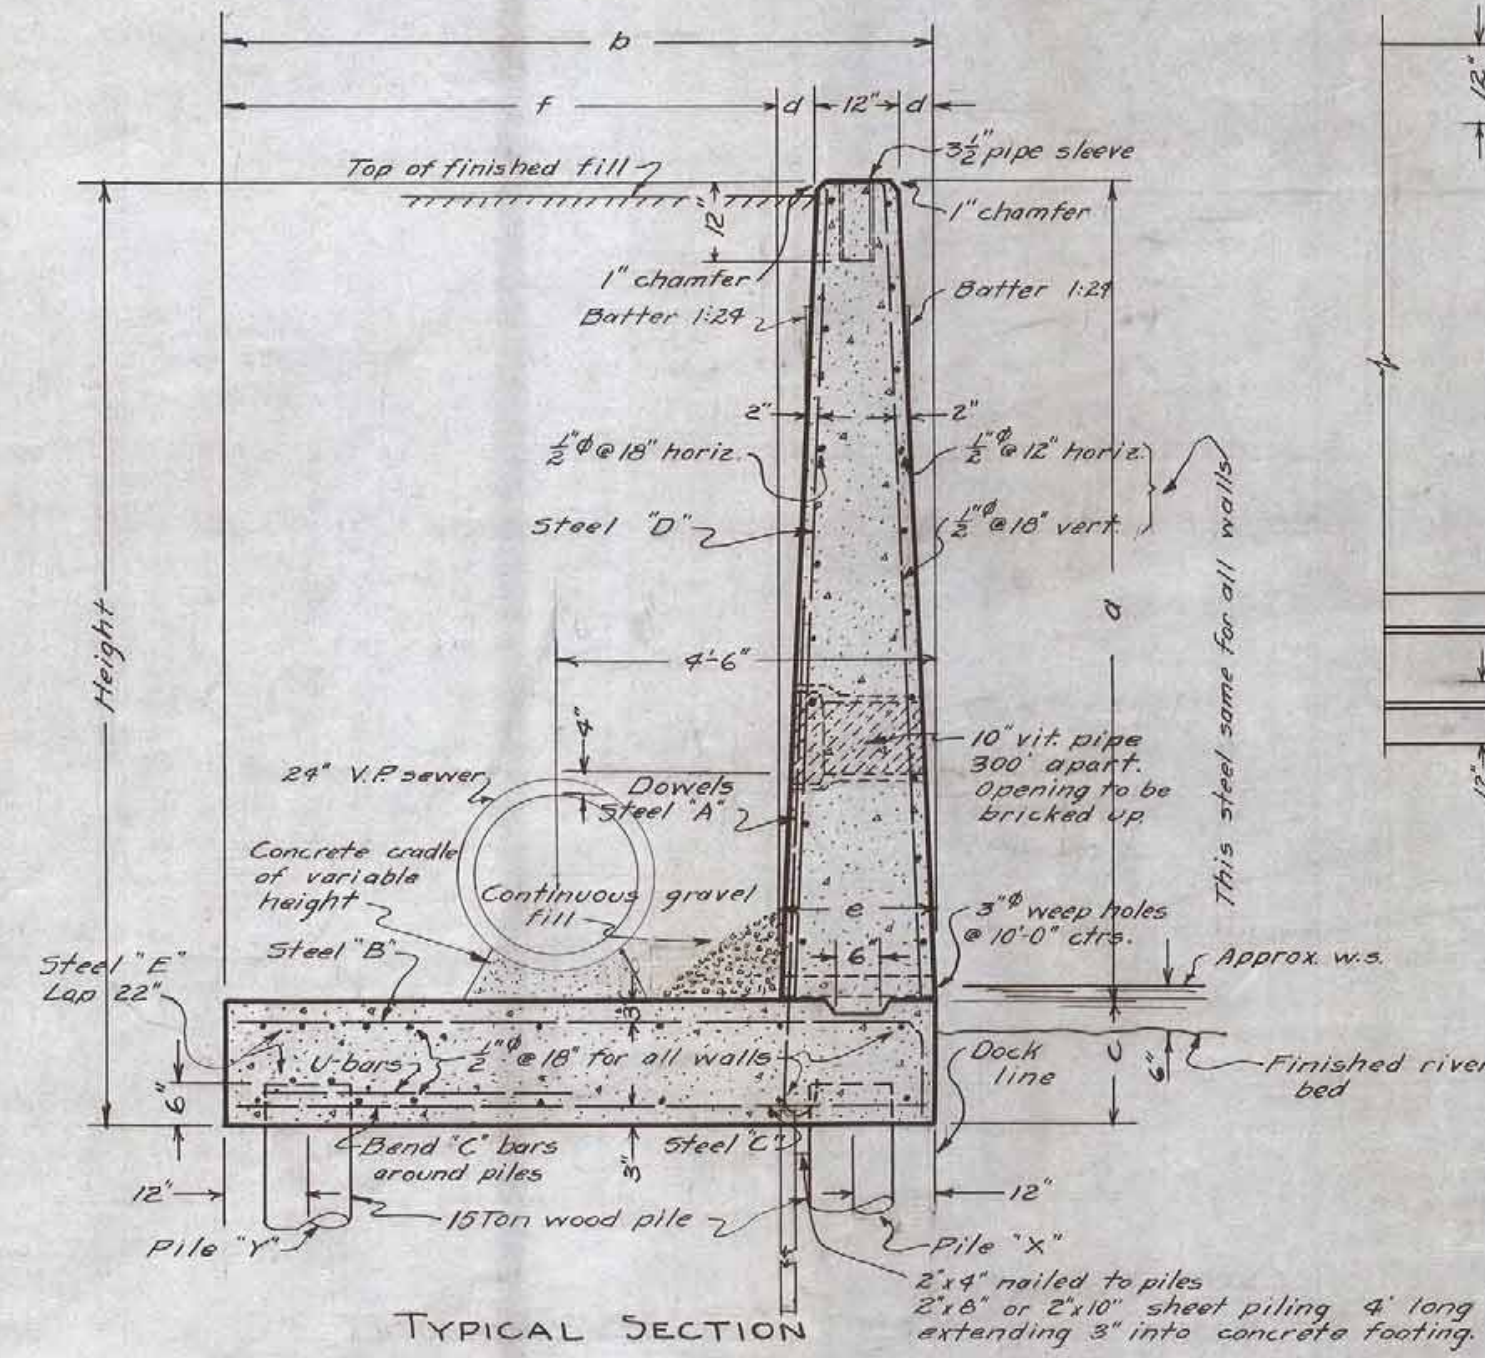 b
f
d
12"
d
12"
3 1/2" pipe sleeve
Top of finished fill
1" chamfer
12"
1" chamfer
Batter 1:24
Batter 1:24
2"
2"
1/2"ϕ @ 18" horiz.
1/2"ϕ @ 12" horiz.
Steel "D"
1/2"ϕ @ 18" vert.
This steel same for all walls
Height
a
4'-6"
4"
10" vit. pipe
300' apart.
Opening to be
bricked up.
24" V.P. sewer
Dowels
Steel "A"
12"
Concrete cradle
of variable
height
Continuous gravel
fill
e
3"ϕ weep holes
@ 10'-0" ctrs.
6"
Steel "B"
Approx. w.s.
Steel "E"
Lap 22"
3"
U-bars
1/2"ϕ @ 18" for all walls
Dock
line
c
6"
Finished river
bed
6"
Bend "C" bars
around piles
3"
Steel "C"
12"
12"
15 Ton wood pile
Pile "Y"
Pile "X"
2"x4" nailed to piles
2"x8" or 2"x10" sheet piling 4' long
extending 3" into concrete footing.
TYPICAL SECTION